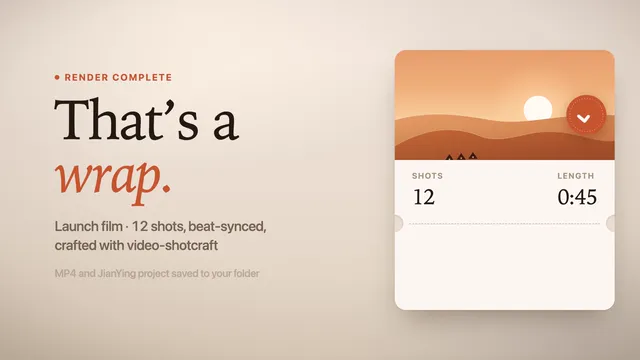 RENDER COMPLETE
That’s a
wrap.
Launch film · 12 shots, beat-synced,
crafted with video-shotcraft
MP4 and JianYing project saved to your folder
SHOTS
LENGTH
12
0:45